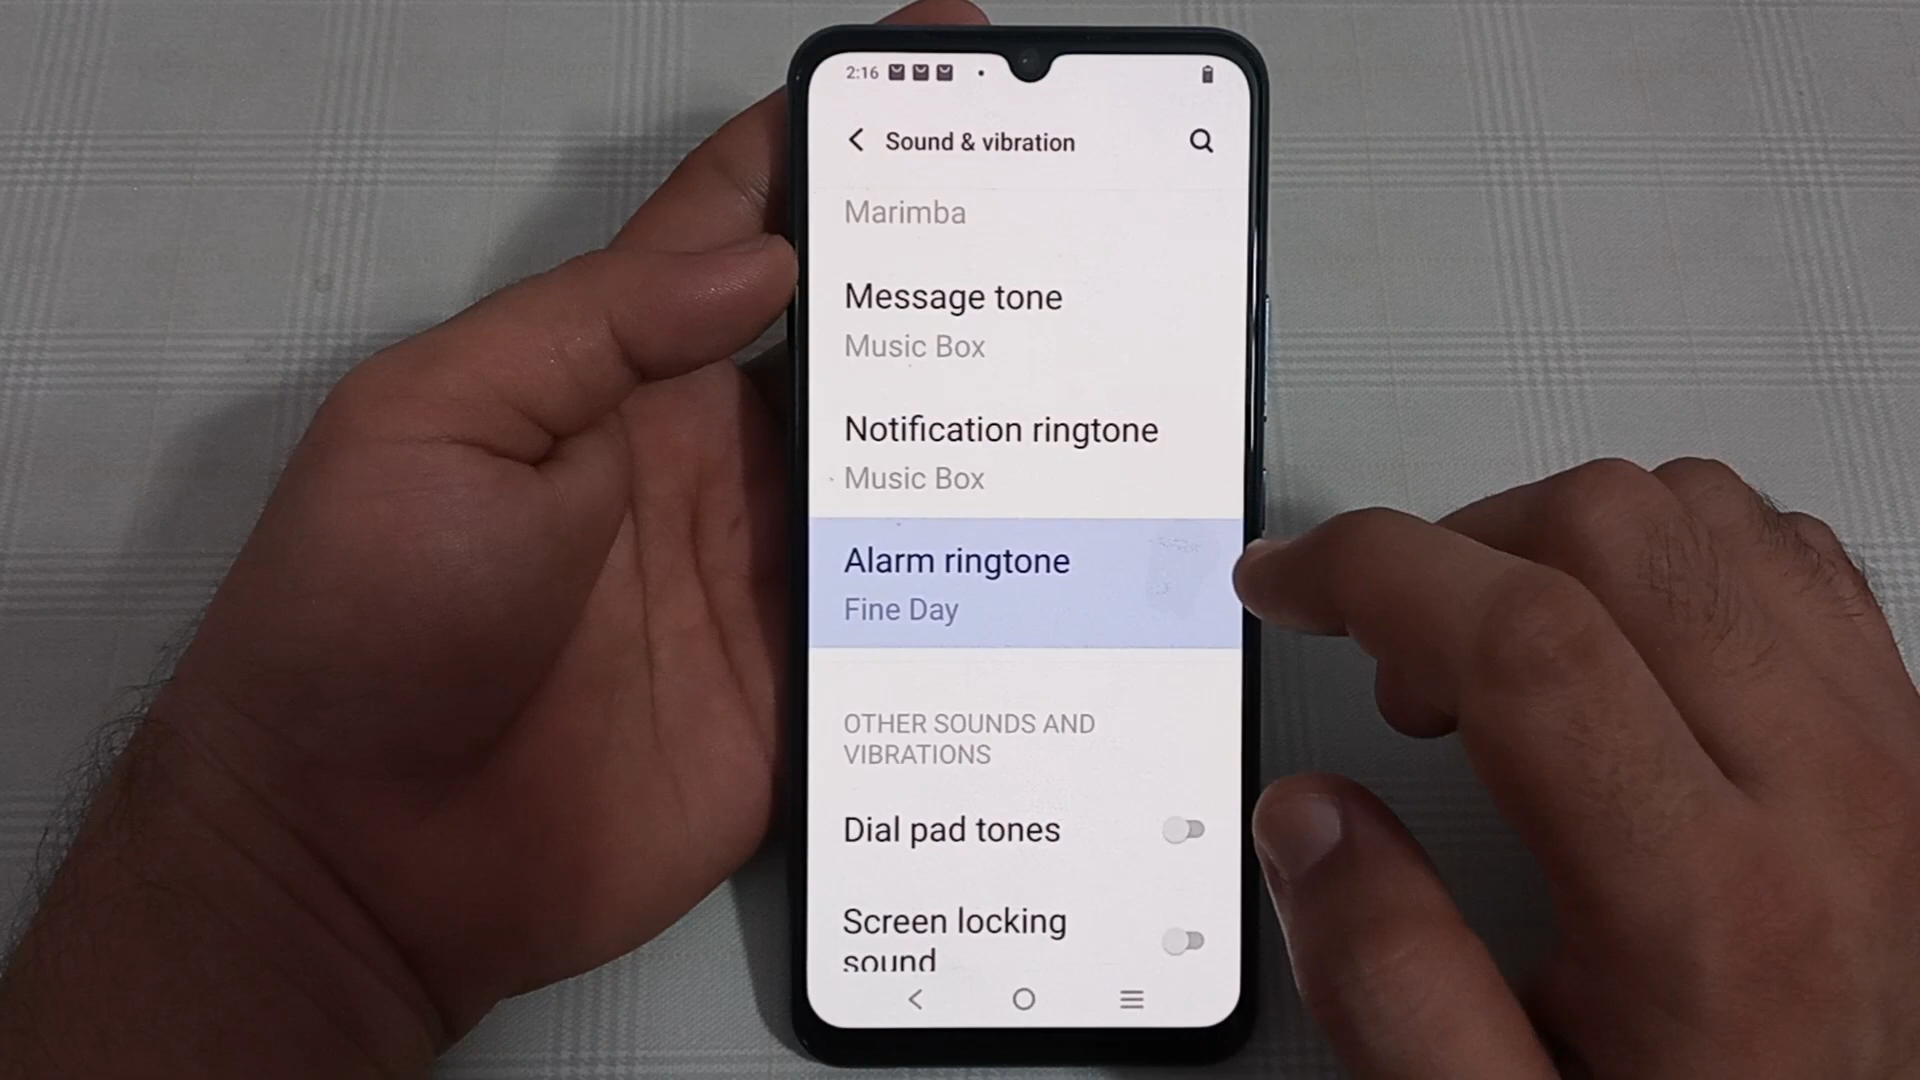 2:16
Sound & vibration
Marimba
Message tone
Music Box
Notification ringtone
Music Box
Alarm ringtone
Fine Day
OTHER SOUNDS AND
VIBRATIONS
Dial pad tones
Screen locking
sound